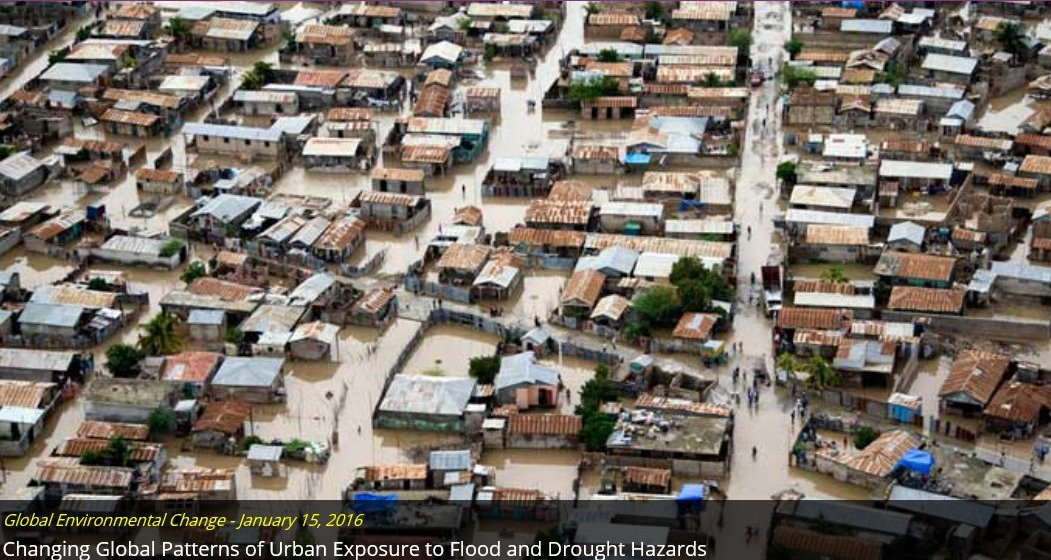 Global Environmental Change - January 15, 2016
Changing Global Patterns of Urban Exposure to Flood and Drought Hazards